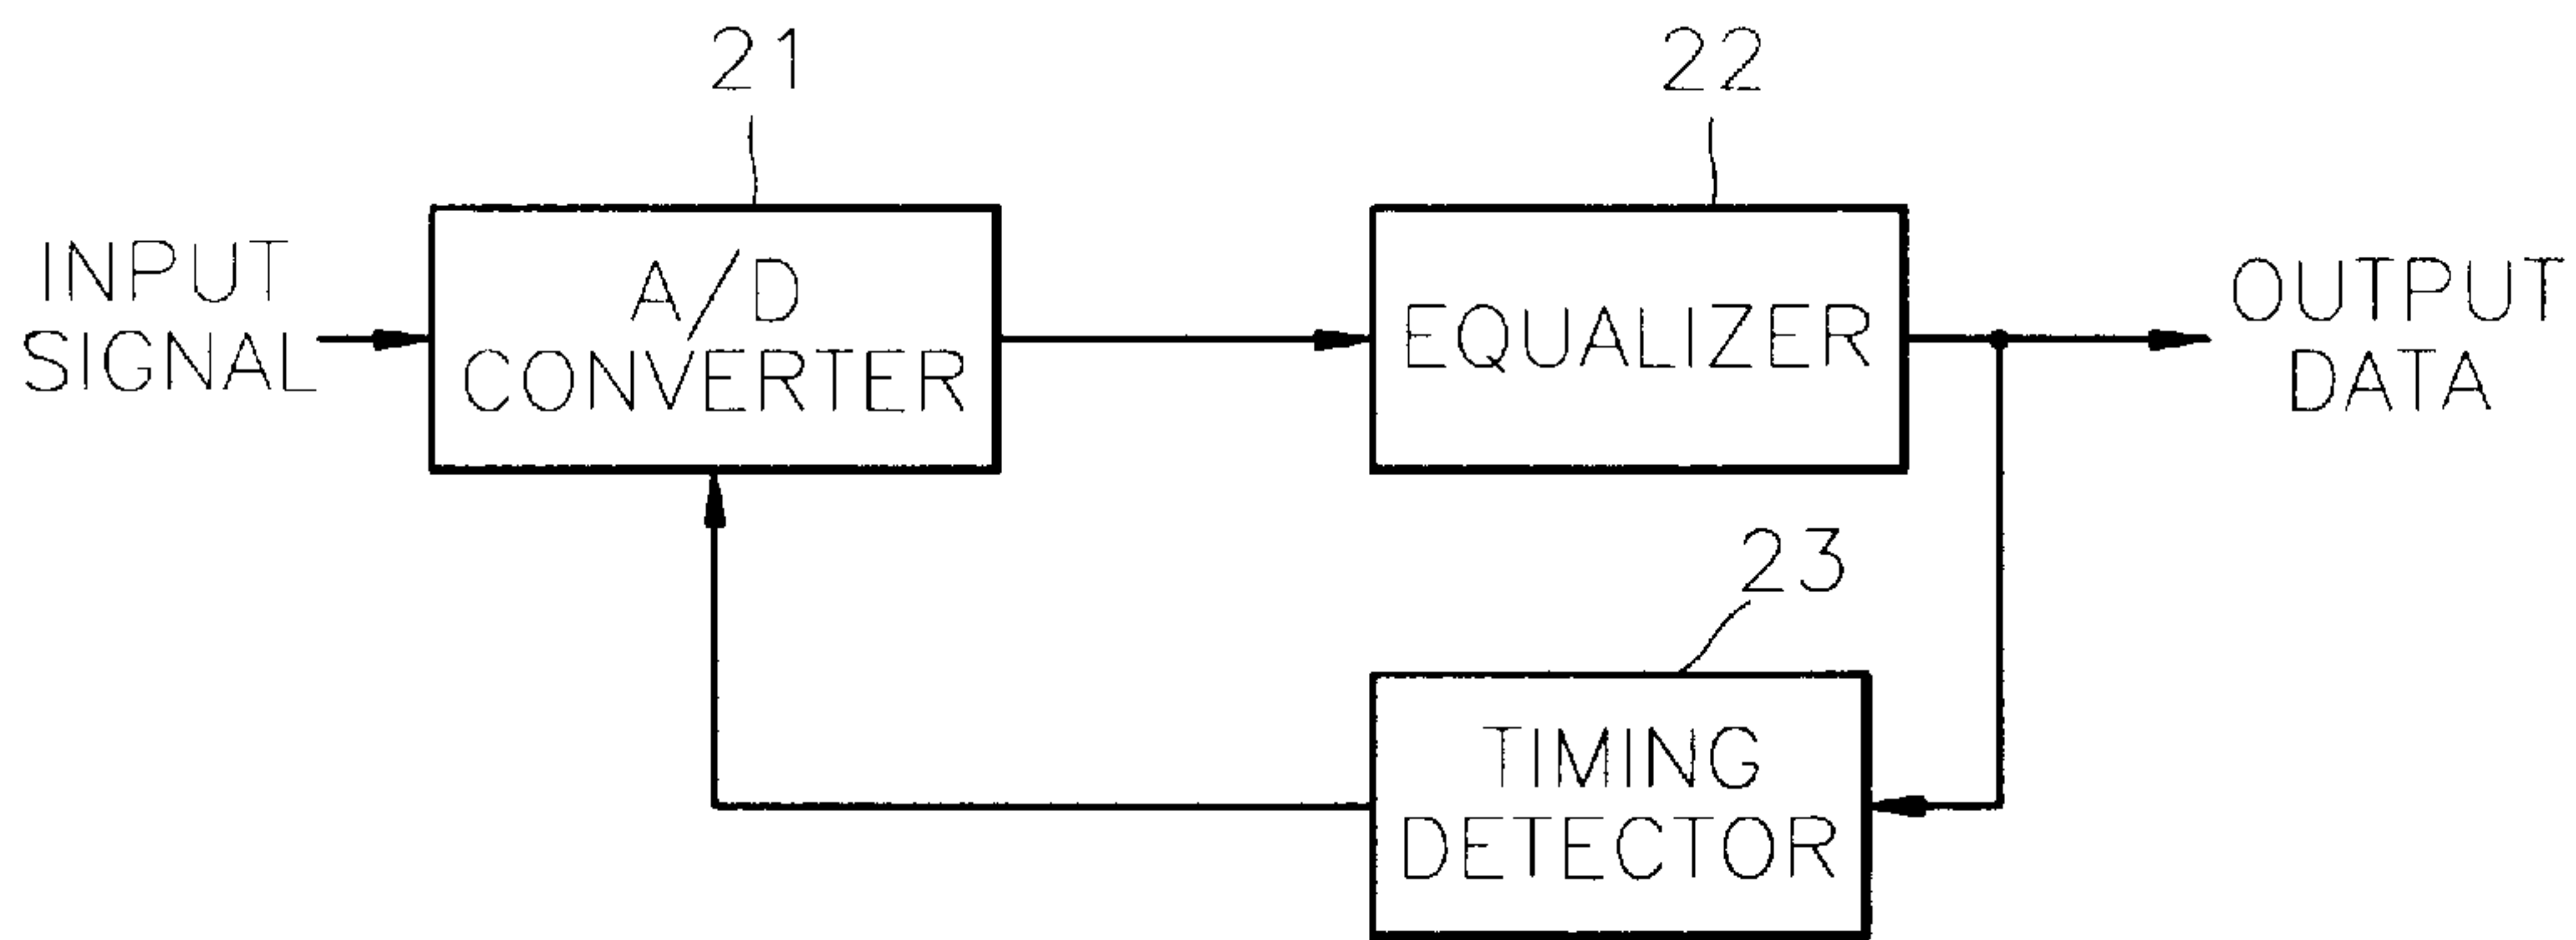 21
22
INPUT
SIGNAL
A/D
CONVERTER
EQUALIZER
OUTPUT
DATA
23
TIMING
DETECTOR